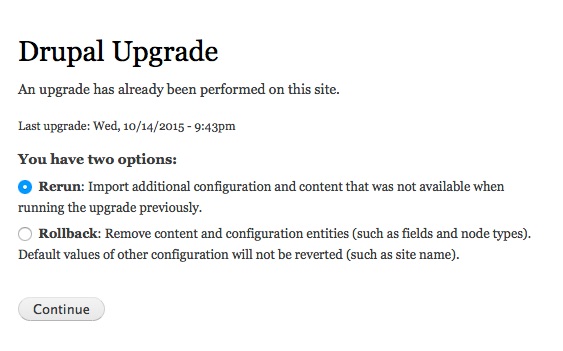 Drupal Upgrade
An upgrade has already been performed on this site.
Last upgrade: Wed, 10/14/2015 - 9:43pm
You have two options:
Rerun: Import additional configuration and content that was not available when
running the upgrade previously.
Rollback: Remove content and configuration entities (such as fields and node types).
Default values of other configuration will not be reverted (such as site name).
Continue